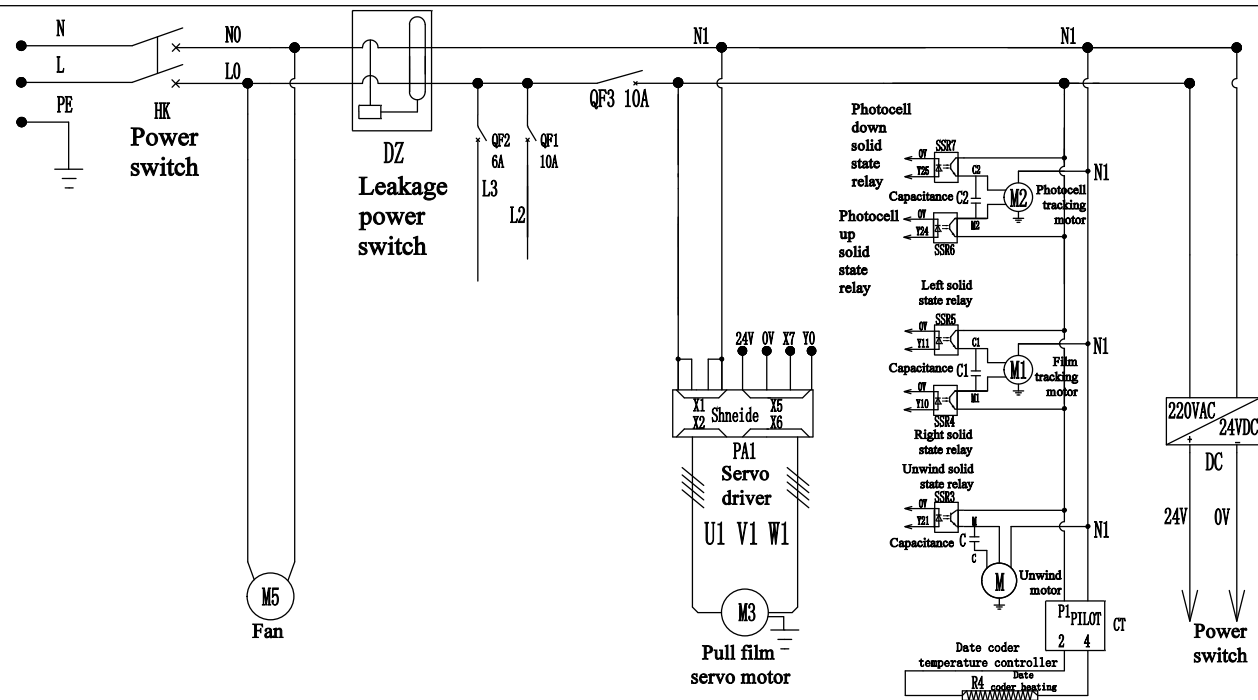 N
N0
N1
N1
L
L0
PE
HK
Power
switch
DZ
Leakage
power
switch
QF2
6A
QF1
10A
L3
L2
QF3 10A
M5
Fan
24V 0V X7 Y0
X1
X2
Shneide
X5
X6
PA1
Servo
driver
U1 V1 W1
M3
Pull film
servo motor
Photocell
down
solid
state
relay
SSR7
0V
Y25
C2
Capacitance C2
M2
Photocell
tracking
motor
N1
Photocell
up
solid
state
relay
0V
Y24
M2
SSR6
Left solid
state relay
SSR5
0V
Y11
C1
Capacitance C1
M1
Film
tracking
motor
N1
0V
Y10
M1
SSR4
Right solid
state relay
Unwind solid
state relay
SSR3
0V
Y21
M
Capacitance C
C
N1
M
Unwind
motor
P1 PILOT
2 4
CT
Date coder
temperature controller
R4
Date
coder heating
220VAC
24VDC
+ -
DC
24V 0V
Power
switch